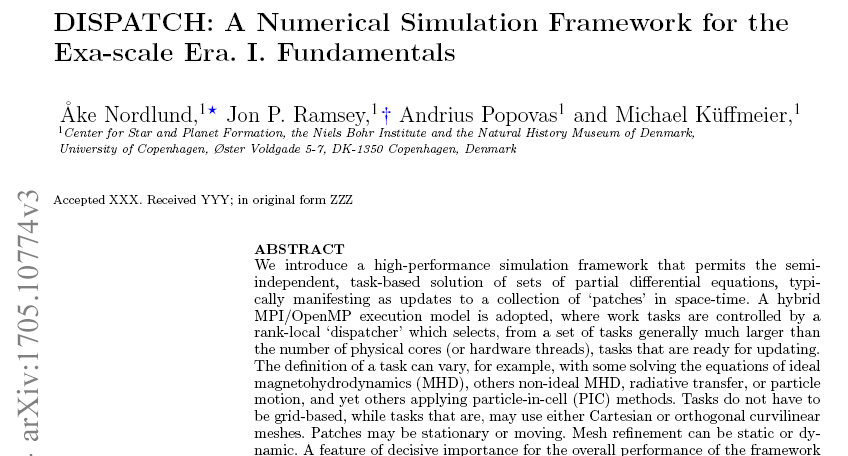 DISPATCH: A Numerical Simulation Framework for the
Exa-scale Era. I. Fundamentals
Åke Nordlund,1⋆ Jon P. Ramsey,1† Andrius Popovas1 and Michael Küffmeier,1
1Center for Star and Planet Formation, the Niels Bohr Institute and the Natural History Museum of Denmark,
University of Copenhagen, Øster Voldgade 5-7, DK-1350 Copenhagen, Denmark
Accepted XXX. Received YYY; in original form ZZZ
arXiv:1705.10774v3
ABSTRACT
We introduce a high-performance simulation framework that permits the semi-
independent, task-based solution of sets of partial differential equations, typi-
cally manifesting as updates to a collection of ‘patches’ in space-time. A hybrid
MPI/OpenMP execution model is adopted, where work tasks are controlled by a
rank-local ‘dispatcher’ which selects, from a set of tasks generally much larger than
the number of physical cores (or hardware threads), tasks that are ready for updating.
The definition of a task can vary, for example, with some solving the equations of ideal
magnetohydrodynamics (MHD), others non-ideal MHD, radiative transfer, or particle
motion, and yet others applying particle-in-cell (PIC) methods. Tasks do not have to
be grid-based, while tasks that are, may use either Cartesian or orthogonal curvilinear
meshes. Patches may be stationary or moving. Mesh refinement can be static or dy-
namic. A feature of decisive importance for the overall performance of the framework